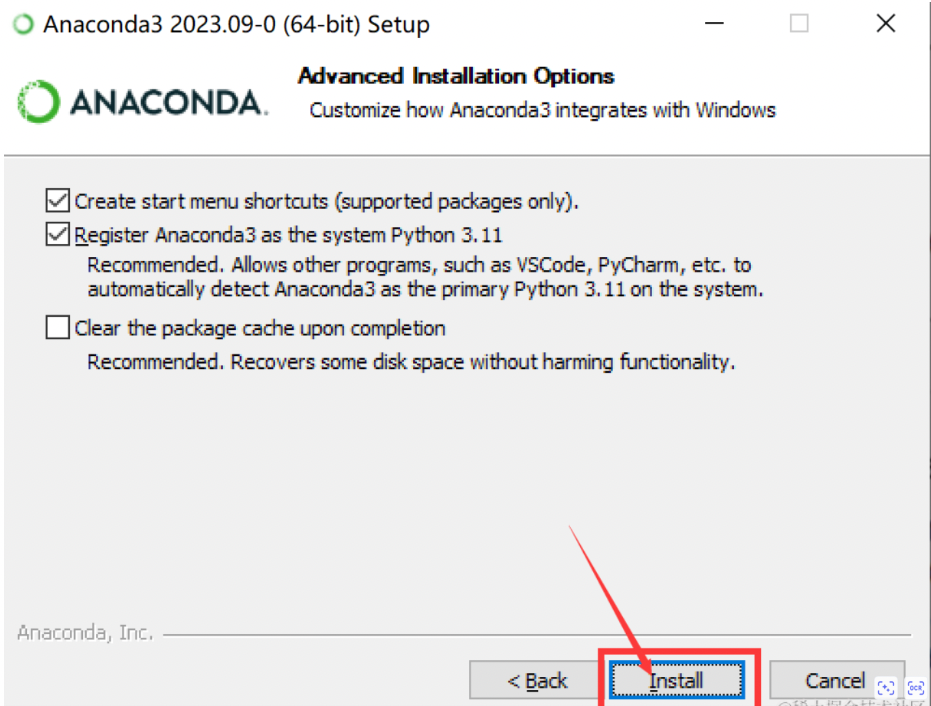 Anaconda3 2023.09-0 (64-bit) Setup
ANACONDA.
Advanced Installation Options
Customize how Anaconda3 integrates with Windows
Create start menu shortcuts (supported packages only).
Register Anaconda3 as the system Python 3.11
Recommended. Allows other programs, such as VSCode, PyCharm, etc. to
automatically detect Anaconda3 as the primary Python 3.11 on the system.
Clear the package cache upon completion
Recommended. Recovers some disk space without harming functionality.
Anaconda, Inc.
< Back
Install
Cancel
OCR